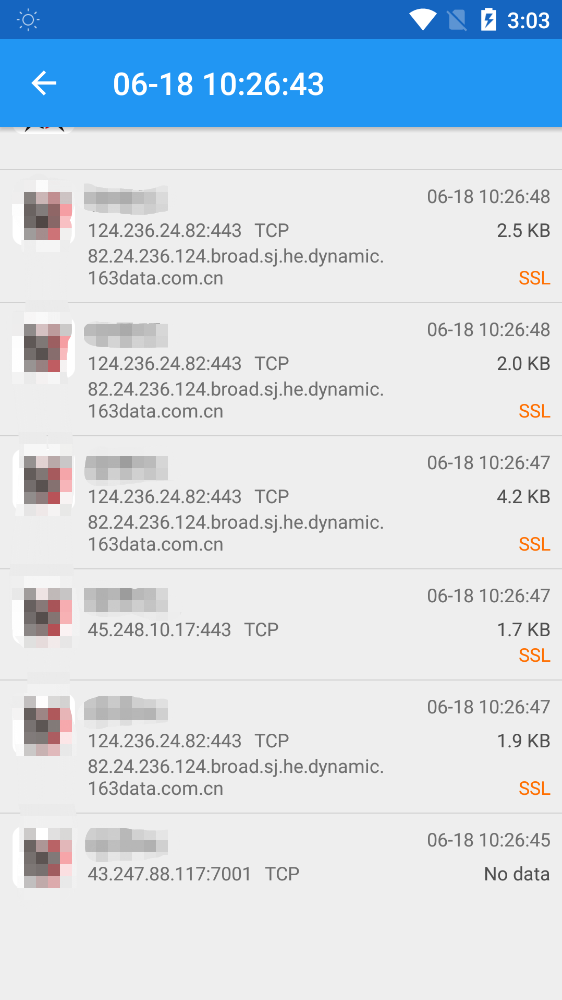 3:03
06-18 10:26:43
06-18 10:26:48
124.236.24.82:443 TCP 2.5 KB
82.24.236.124.broad.sj.he.dynamic.
163data.com.cn SSL
06-18 10:26:48
124.236.24.82:443 TCP 2.0 KB
82.24.236.124.broad.sj.he.dynamic.
163data.com.cn SSL
06-18 10:26:47
124.236.24.82:443 TCP 4.2 KB
82.24.236.124.broad.sj.he.dynamic.
163data.com.cn SSL
06-18 10:26:47
45.248.10.17:443 TCP 1.7 KB
SSL
06-18 10:26:47
124.236.24.82:443 TCP 1.9 KB
82.24.236.124.broad.sj.he.dynamic.
163data.com.cn SSL
06-18 10:26:45
43.247.88.117:7001 TCP No data